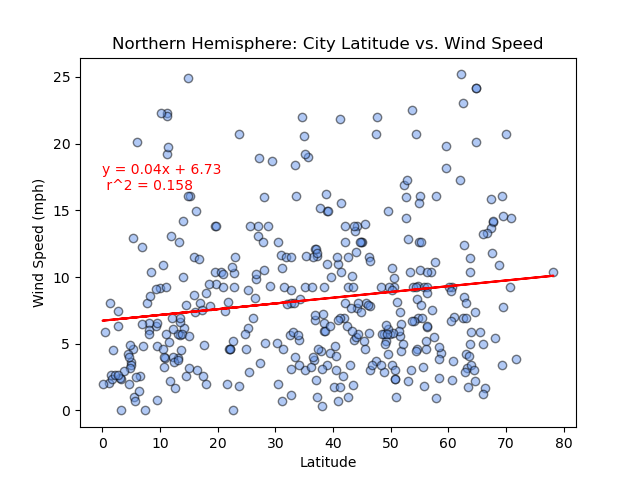 Northern Hemisphere: City Latitude vs. Wind Speed
Wind Speed (mph)
25
20
15
10
5
0
y = 0.04x + 6.73
r^2 = 0.158
0 10 20 30 40 50 60 70 80
Latitude